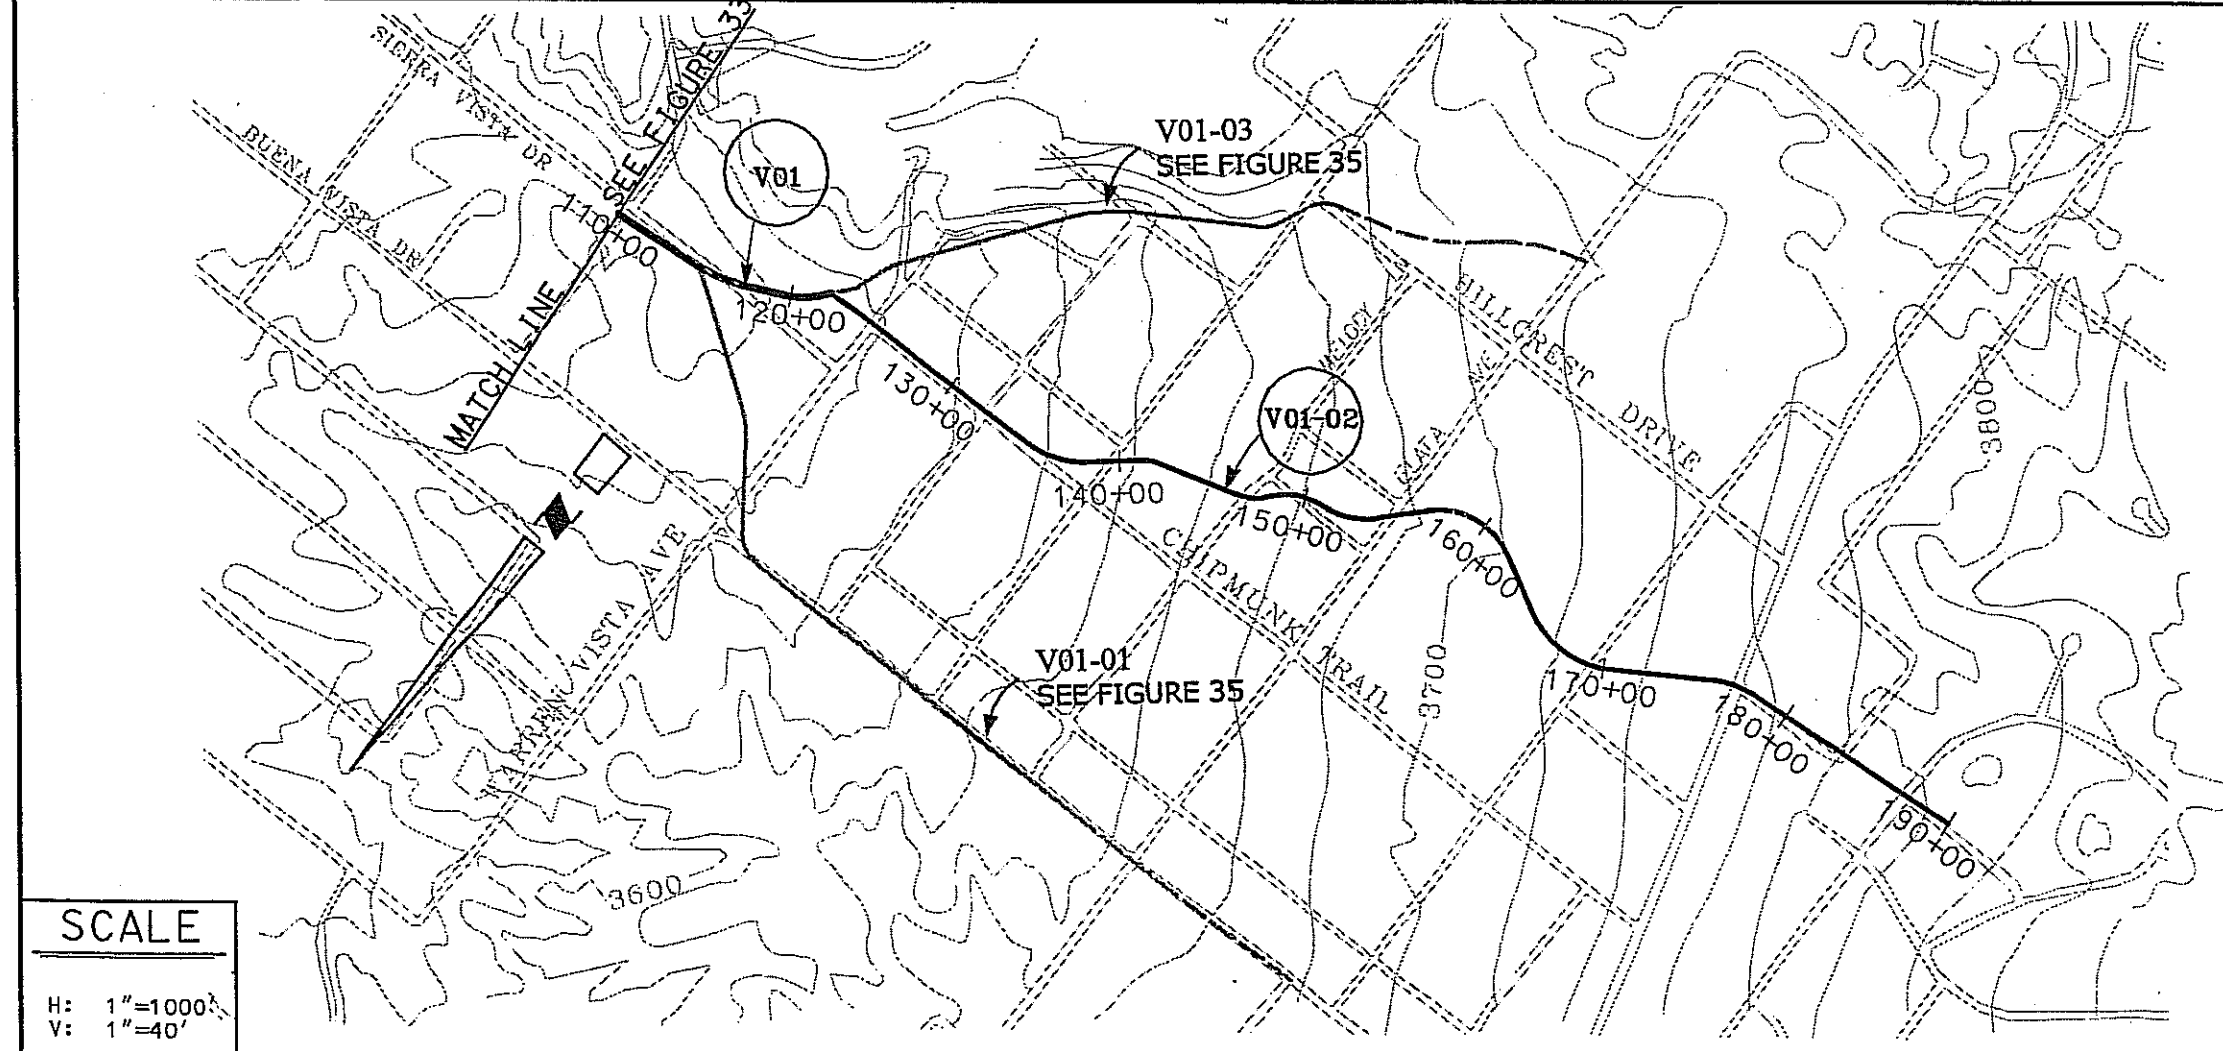 SIERRA VISTA DR
BUENA VISTA DR
MATCH LINE SEE FIGURE 33
V01
V01-03
SEE FIGURE 35
110+00
120+00
130+00
140+00
150+00
160+00
170+00
180+00
190+00
V01-02
HILLCREST DRIVE
AVE
CHIPMUNK TRAIL
WARREN VISTA AVE
V01-01
SEE FIGURE 35
3800
3700
3600
SCALE
H: 1"=1000'
V: 1"=40'